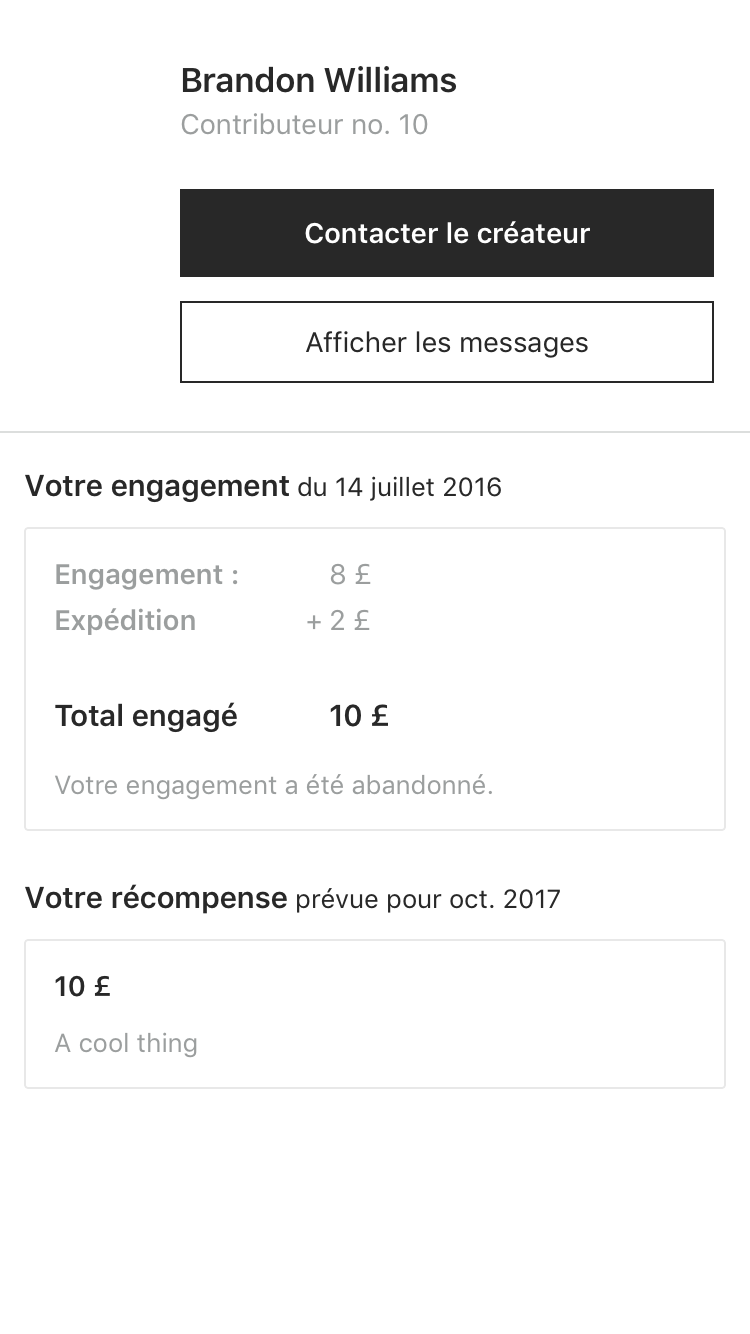 Brandon Williams
Contributeur no. 10
Contacter le créateur
Afficher les messages
Votre engagement du 14 juillet 2016
Engagement : 8 £
Expédition + 2 £
Total engagé 10 £
Votre engagement a été abandonné.
Votre récompense prévue pour oct. 2017
10 £
A cool thing